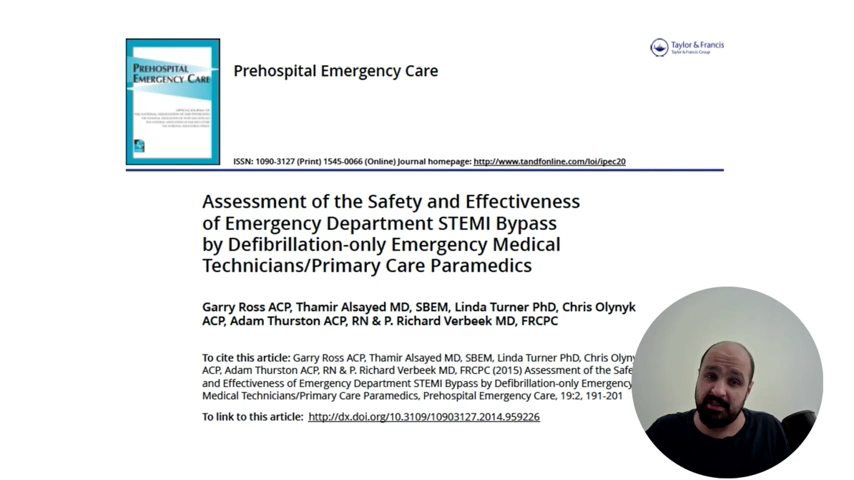 PREHOSPITAL
EMERGENCY CARE
Prehospital Emergency Care
Taylor & Francis
Taylor & Francis Group
ISSN: 1090-3127 (Print) 1545-0066 (Online) Journal homepage: http://www.tandfonline.com/loi/ipec20
Assessment of the Safety and Effectiveness
of Emergency Department STEMI Bypass
by Defibrillation-only Emergency Medical
Technicians/Primary Care Paramedics
Garry Ross ACP, Thamir Alsayed MD, SBEM, Linda Turner PhD, Chris Olynyk
ACP, Adam Thurston ACP, RN & P. Richard Verbeek MD, FRCPC
To cite this article: Garry Ross ACP, Thamir Alsayed MD, SBEM, Linda Turner PhD, Chris Olyny
ACP, Adam Thurston ACP, RN & P. Richard Verbeek MD, FRCPC (2015) Assessment of the Safe
and Effectiveness of Emergency Department STEMI Bypass by Defibrillation-only Emergency
Medical Technicians/Primary Care Paramedics, Prehospital Emergency Care, 19:2, 191-201
To link to this article: http://dx.doi.org/10.3109/10903127.2014.959226